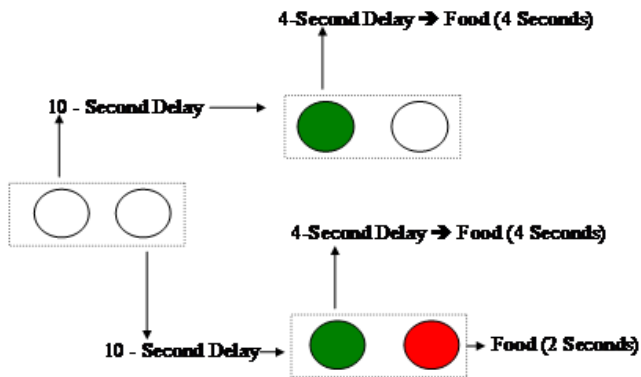 4-Second Delay ➔ Food (4 Seconds)
10 - Second Delay
4-Second Delay ➔ Food (4 Seconds)
10 - Second Delay
Food (2 Seconds)